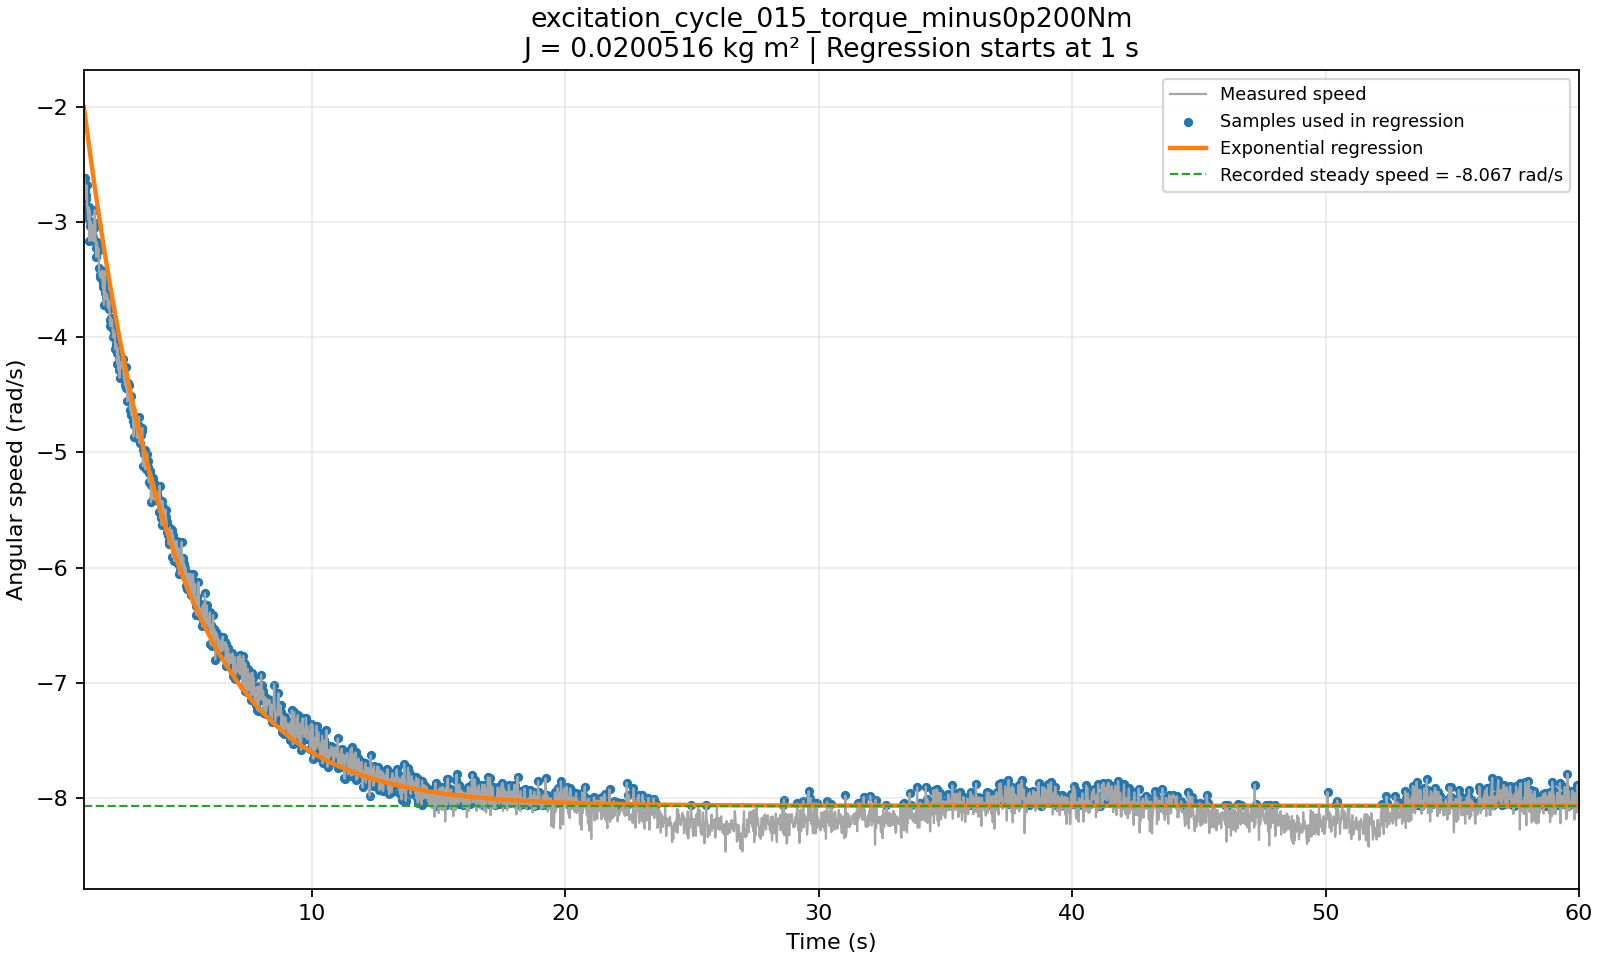 excitation_cycle_015_torque_minus0p200Nm
J = 0.0200516 kg m² | Regression starts at 1 s
Measured speed
Samples used in regression
Exponential regression
Recorded steady speed = -8.067 rad/s
Angular speed (rad/s)
−2
−3
−4
−5
−6
−7
−8
10
20
30
40
50
60
Time (s)